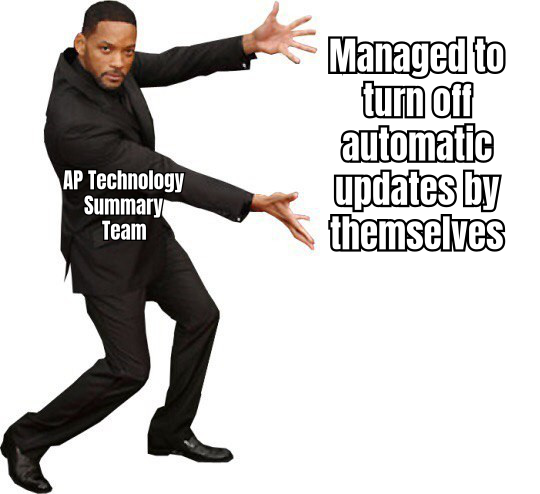 Managed to
turn off
automatic
updates by
themselves
AP Technology
Summary
Team